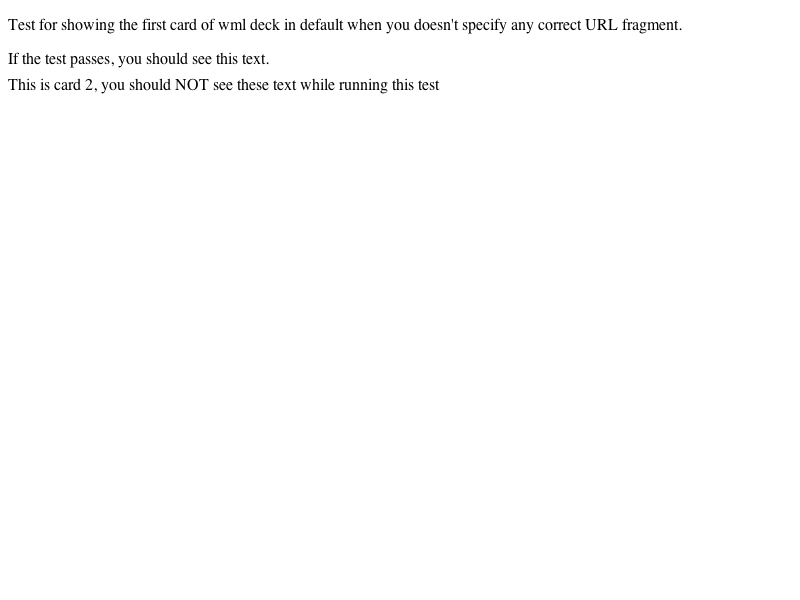 Test for showing the first card of wml deck in default when you doesn't specify any correct URL fragment.
If the test passes, you should see this text.
This is card 2, you should NOT see these text while running this test